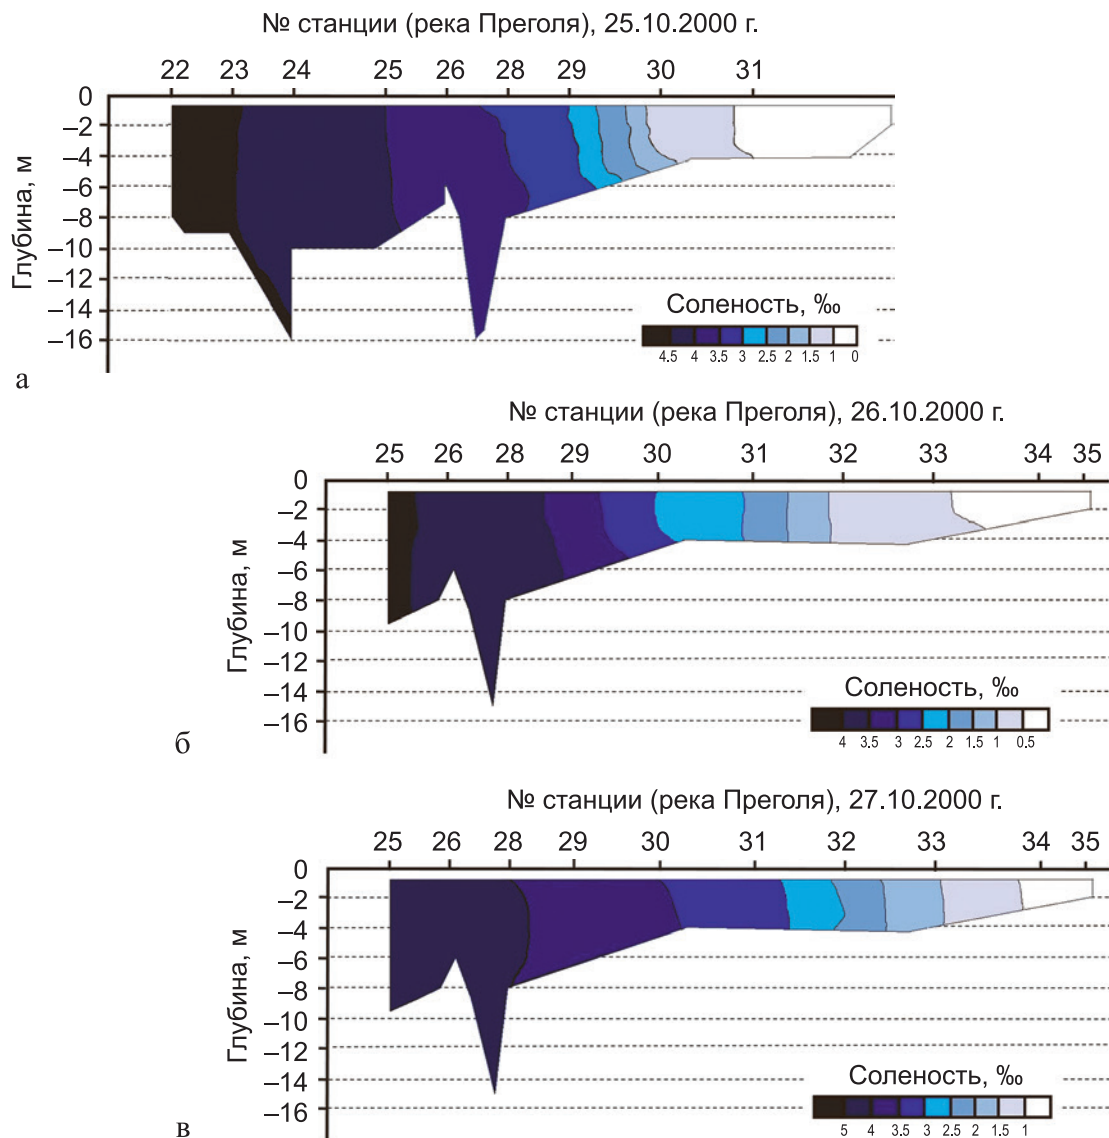 № станции (река Преголя), 25.10.2000 г.
22 23 24 25 26 28 29 30 31
Глубина, м
0
–2
–4
–6
–8
–10
–12
–14
–16
Соленость, ‰
4.5 4 3.5 3 2.5 2 1.5 1 0
а
№ станции (река Преголя), 26.10.2000 г.
25 26 28 29 30 31 32 33 34 35
Глубина, м
0
–2
–4
–6
–8
–10
–12
–14
–16
Соленость, ‰
4 3.5 3 2.5 2 1.5 1 0.5
б
№ станции (река Преголя), 27.10.2000 г.
25 26 28 29 30 31 32 33 34 35
Глубина, м
0
–2
–4
–6
–8
–10
–12
–14
–16
Соленость, ‰
5 4 3.5 3 2.5 2 1.5 1
в